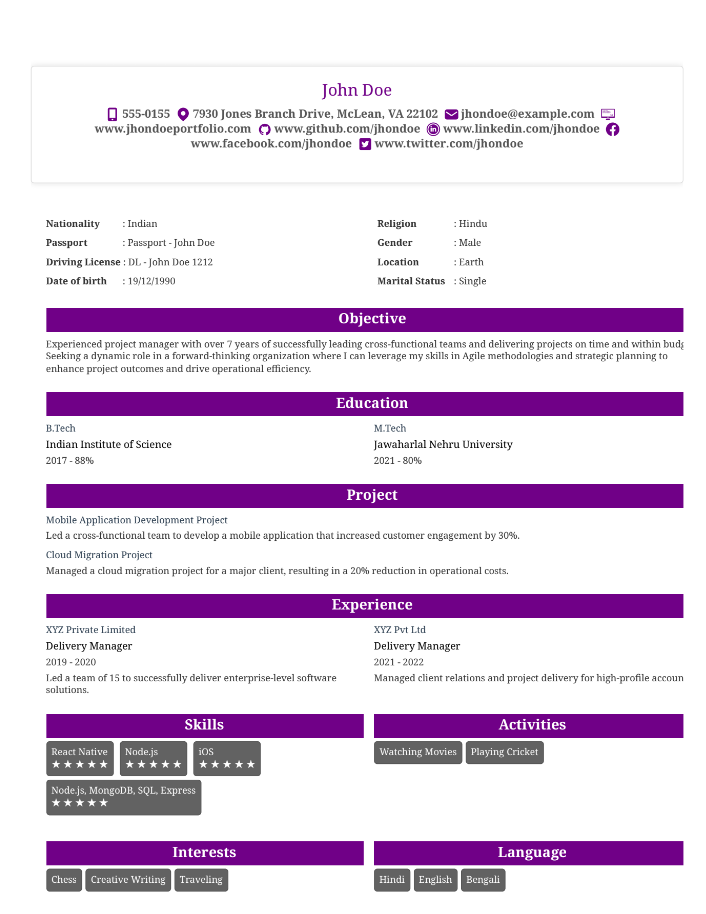 John Doe
555-0155 7930 Jones Branch Drive, McLean, VA 22102 jhondoe@example.com
www.jhondoeportfolio.com www.github.com/jhondoe www.linkedin.com/jhondoe
www.facebook.com/jhondoe www.twitter.com/jhondoe
Nationality : Indian
Religion : Hindu
Passport : Passport - John Doe
Gender : Male
Driving License : DL - John Doe 1212
Location : Earth
Date of birth : 19/12/1990
Marital Status : Single
Objective
Experienced project manager with over 7 years of successfully leading cross-functional teams and delivering projects on time and within
Seeking a dynamic role in a forward-thinking organization where I can leverage my skills in Agile methodologies and strategic planning to
enhance project outcomes and drive operational efficiency.
Education
B.Tech
Indian Institute of Science
2017 - 88%
M.Tech
Jawaharlal Nehru University
2021 - 80%
Project
Mobile Application Development Project
Led a cross-functional team to develop a mobile application that increased customer engagement by 30%.
Cloud Migration Project
Managed a cloud migration project for a major client, resulting in a 20% reduction in operational costs.
Experience
XYZ Private Limited
Delivery Manager
2019 - 2020
Led a team of 15 to successfully deliver enterprise-level software
solutions.
XYZ Pvt Ltd
Delivery Manager
2021 - 2022
Managed client relations and project delivery for high-profile accoun
Skills
React Native
★★★★★
Node.js
★★★★★
iOS
★★★★★
Node.js, MongoDB, SQL, Express
★★★★★
Activities
Watching Movies
Playing Cricket
Interests
Chess
Creative Writing
Traveling
Language
Hindi
English
Bengali